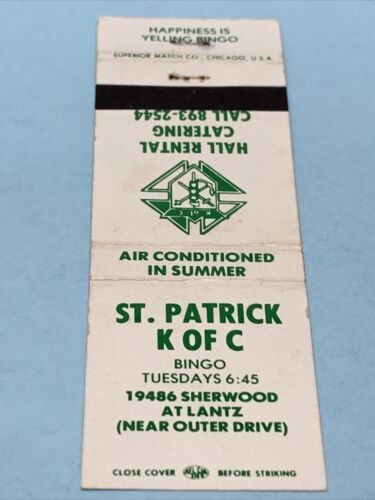 HAPPINESS IS
YELLING BINGO
SUPERIOR MATCH CO., CHICAGO, U.S.A.
HALL RENTAL
CATERING
CALL 893-2544
K of C
AIR CONDITIONED
IN SUMMER
ST. PATRICK
K OF C
BINGO
TUESDAYS 6:45
19486 SHERWOOD
AT LANTZ
(NEAR OUTER DRIVE)
CLOSE COVER BEFORE STRIKING